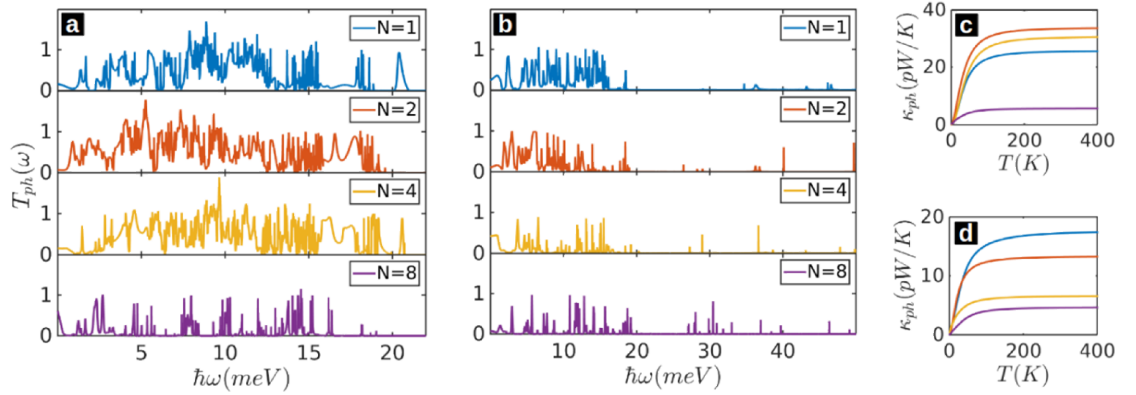 a
N=1
1
0
N=2
1
0
N=4
1
0
N=8
1
0
5 10 15 20
ħω(meV)
T_ph(ω)
b
N=1
1
0
N=2
1
0
N=4
1
0
N=8
1
0
10 20 30 40
ħω(meV)
c
40
20
0
0 200 400
T(K)
κ_ph(pW/K)
d
20
10
0
0 200 400
T(K)
κ_ph(pW/K)